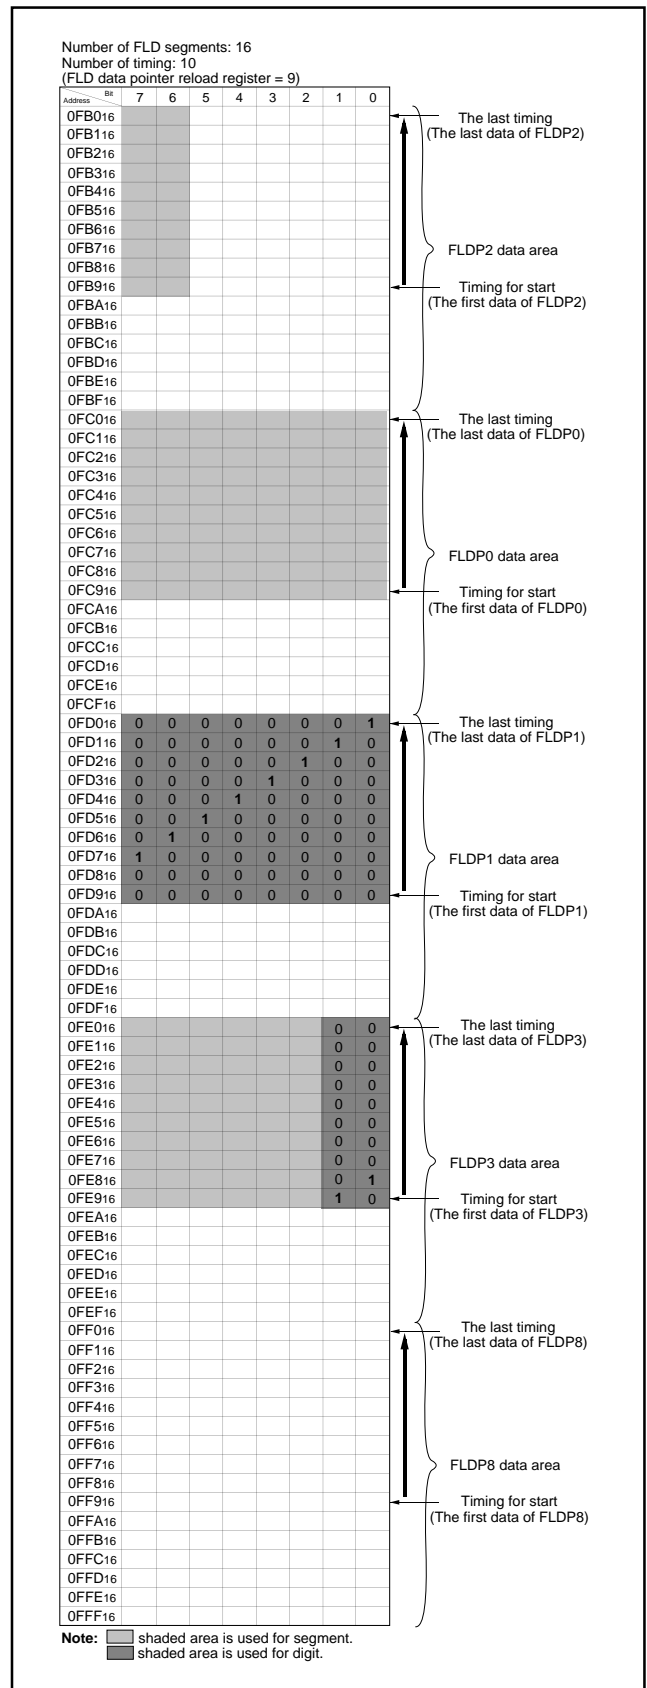 Number of FLD segments: 16
Number of timing: 10
(FLD data pointer reload register = 9)
Bit
Address 7 6 5 4 3 2 1 0
0FB016 The last timing
(The last data of FLDP2)
0FB116
0FB216
0FB316
0FB416
0FB516
0FB616
0FB716 FLDP2 data area
0FB816
0FB916 Timing for start
(The first data of FLDP2)
0FBA16
0FBB16
0FBC16
0FBD16
0FBE16
0FBF16
0FC016 The last timing
(The last data of FLDP0)
0FC116
0FC216
0FC316
0FC416
0FC516
0FC616
0FC716 FLDP0 data area
0FC816
0FC916 Timing for start
(The first data of FLDP0)
0FCA16
0FCB16
0FCC16
0FCD16
0FCE16
0FCF16
0FD016 0 0 0 0 0 0 0 1 The last timing
(The last data of FLDP1)
0FD116 0 0 0 0 0 0 1 0
0FD216 0 0 0 0 0 1 0 0
0FD316 0 0 0 0 1 0 0 0
0FD416 0 0 0 1 0 0 0 0
0FD516 0 0 1 0 0 0 0 0
0FD616 0 1 0 0 0 0 0 0
0FD716 1 0 0 0 0 0 0 0 FLDP1 data area
0FD816 0 0 0 0 0 0 0 0
0FD916 0 0 0 0 0 0 0 0 Timing for start
(The first data of FLDP1)
0FDA16
0FDB16
0FDC16
0FDD16
0FDE16
0FDF16
0FE016 0 0 The last timing
(The last data of FLDP3)
0FE116 0 0
0FE216 0 0
0FE316 0 0
0FE416 0 0
0FE516 0 0
0FE616 0 0
0FE716 0 0 FLDP3 data area
0FE816 0 1
0FE916 1 0 Timing for start
(The first data of FLDP3)
0FEA16
0FEB16
0FEC16
0FED16
0FEE16
0FEF16
0FF016 The last timing
(The last data of FLDP8)
0FF116
0FF216
0FF316
0FF416
0FF516
0FF616
0FF716 FLDP8 data area
0FF816
0FF916 Timing for start
(The first data of FLDP8)
0FFA16
0FFB16
0FFC16
0FFD16
0FFE16
0FFF16
Note: shaded area is used for segment.
shaded area is used for digit.